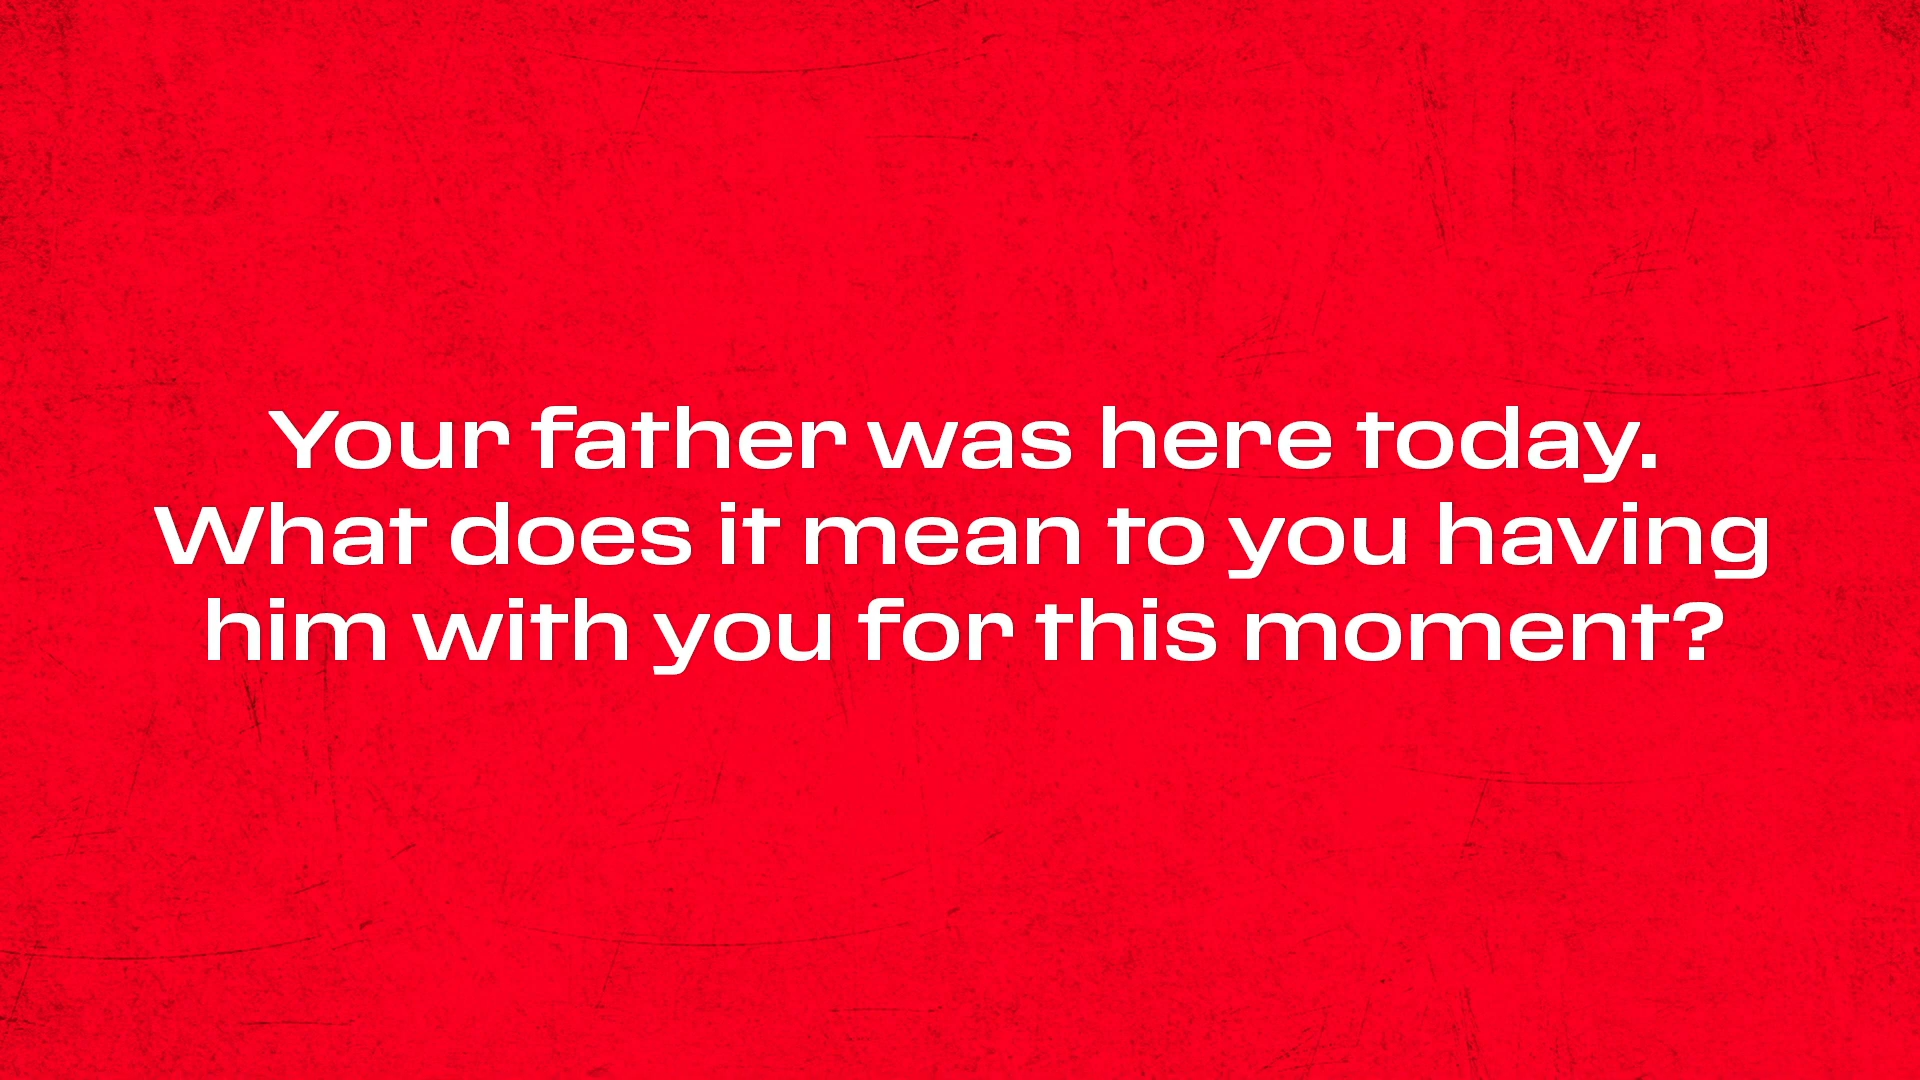 Your father was here today.
What does it mean to you having
him with you for this moment?